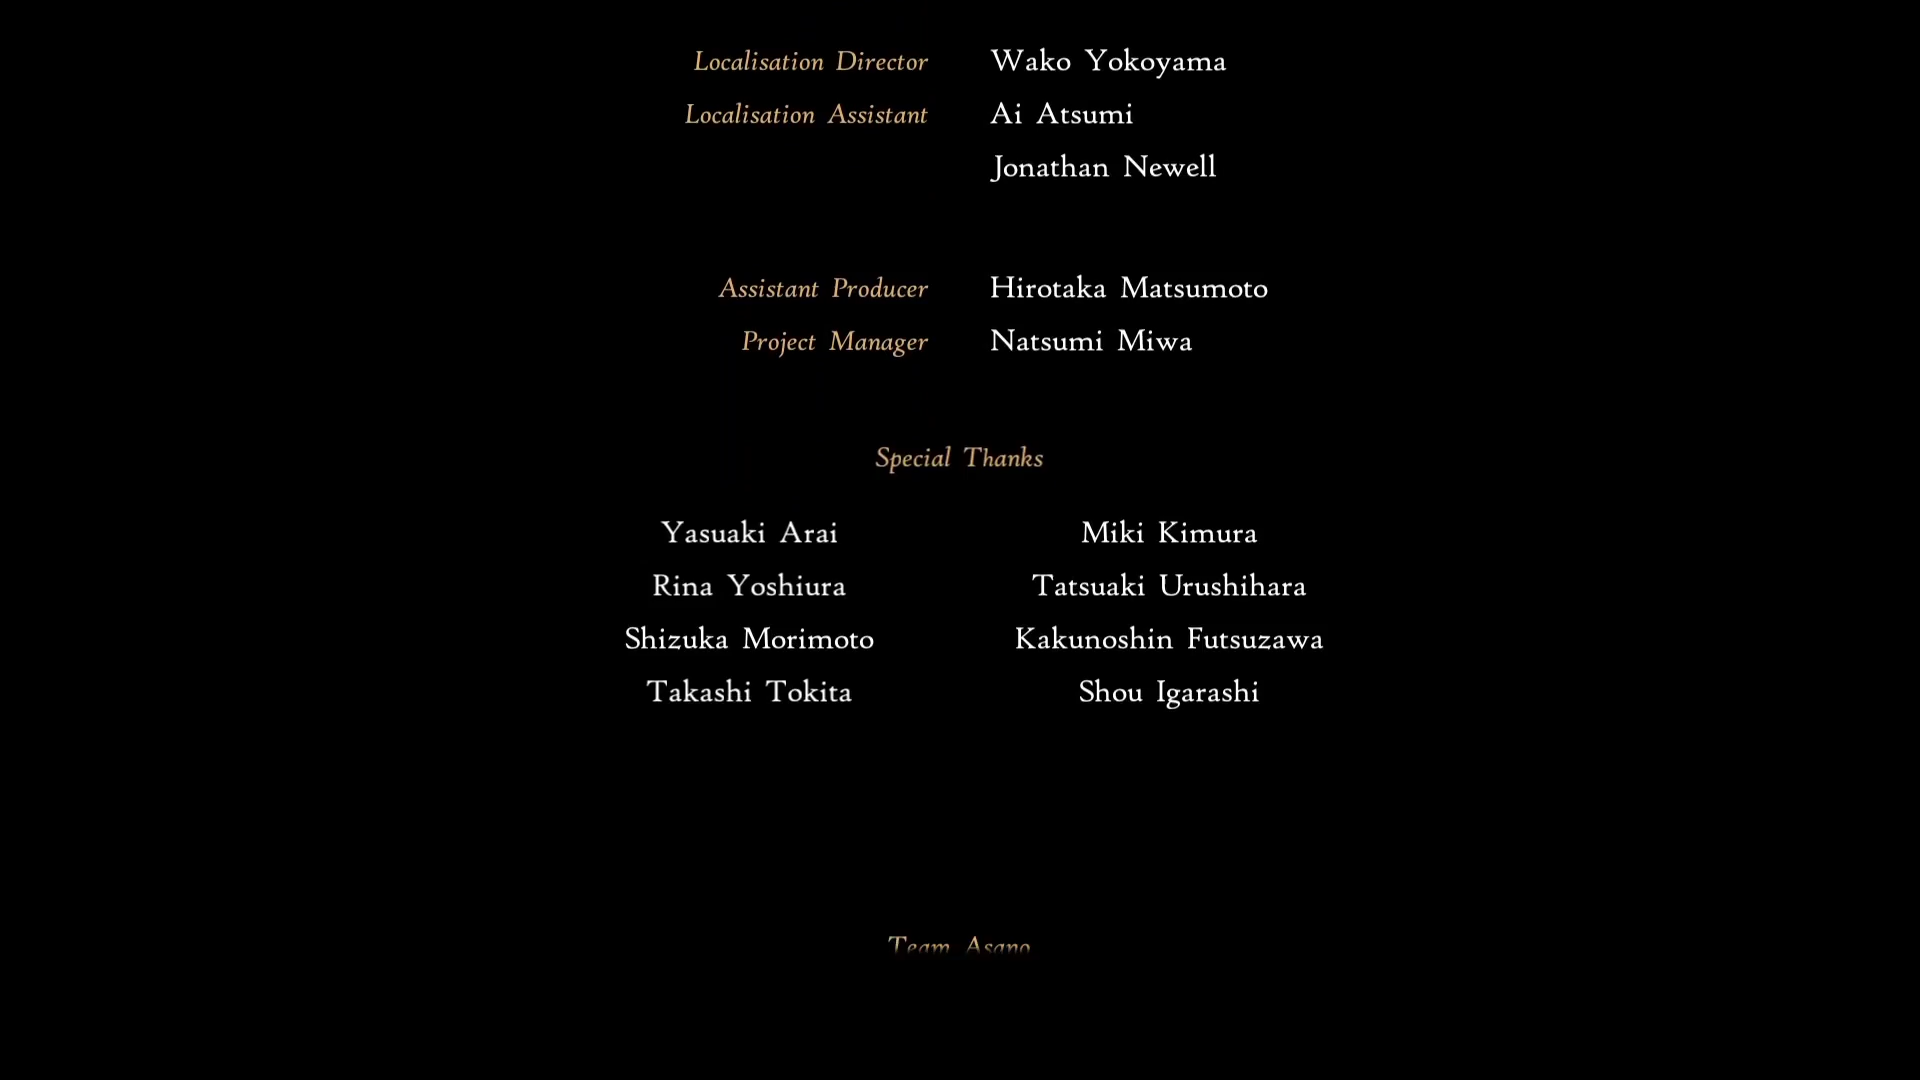 Localisation Director Wako Yokoyama
Localisation Assistant Ai Atsumi
Jonathan Newell
Assistant Producer Hirotaka Matsumoto
Project Manager Natsumi Miwa
Special Thanks
Yasuaki Arai Miki Kimura
Rina Yoshiura Tatsuaki Urushihara
Shizuka Morimoto Kakunoshin Futsuzawa
Takashi Tokita Shou Igarashi
Team Asano